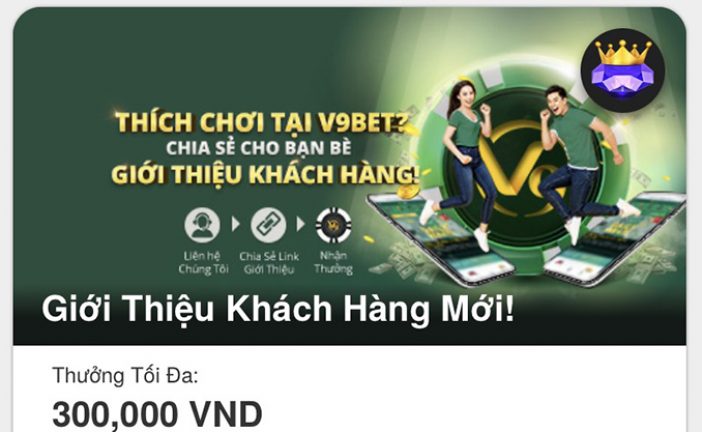 THÍCH CHƠI TẠI V9BET?
CHIA SẺ CHO BẠN BÈ
GIỚI THIỆU KHÁCH HÀNG!
Liên hệ
Chúng Tôi
Chia Sẻ Link
Giới Thiệu
Nhận
Thưởng
Giới Thiệu Khách Hàng Mới!
Thưởng Tối Đa:
300,000 VND